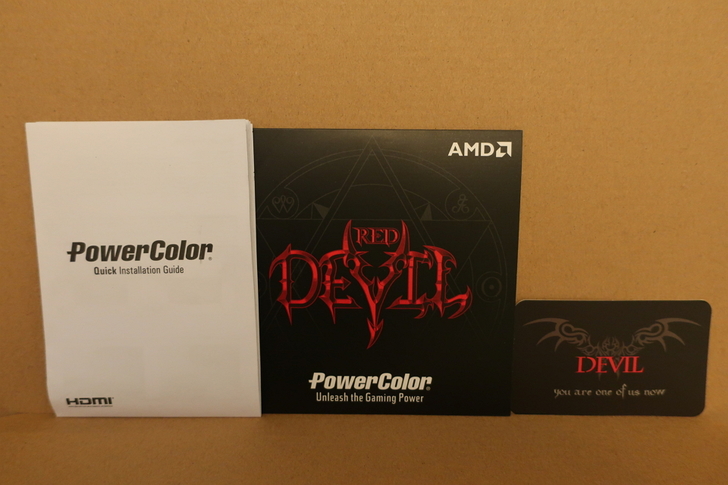 PowerColor
Quick Installation Guide
HDMI
AMD
RED
DEVIL
PowerColor
Unleash the Gaming Power
DEVIL
you are one of us now